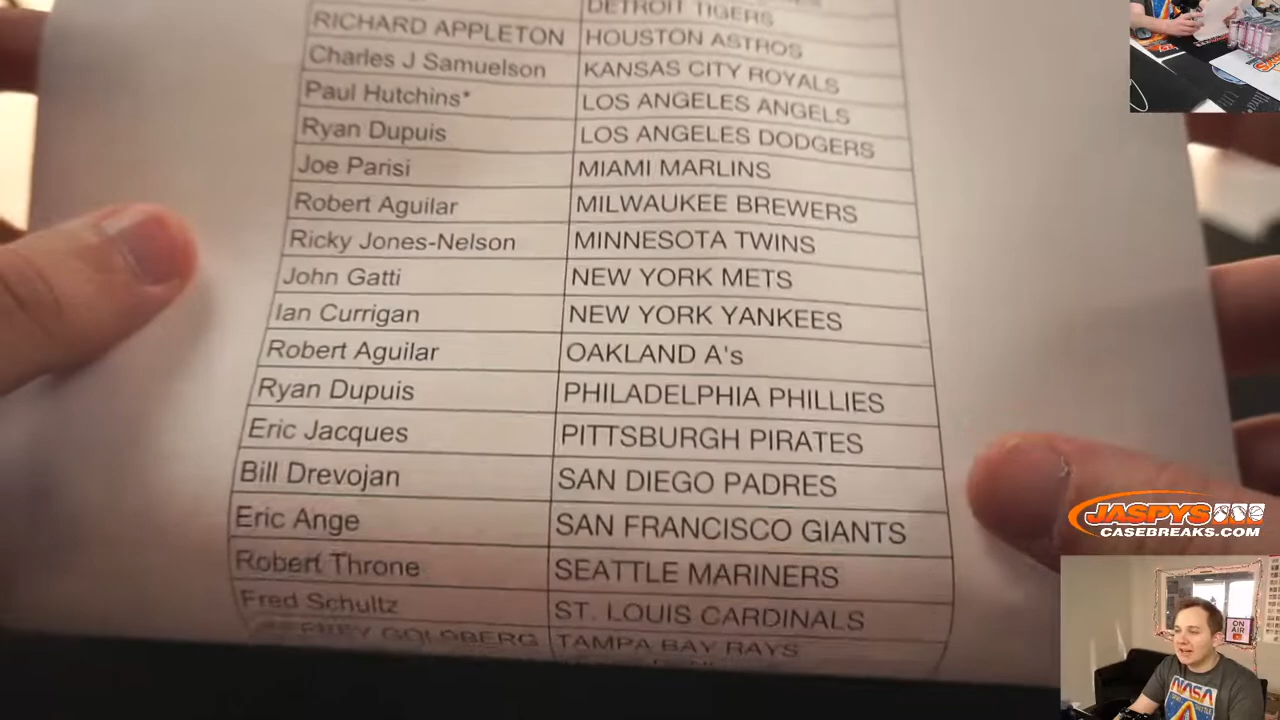 DETROIT TIGERS
RICHARD APPLETON HOUSTON ASTROS
Charles J Samuelson KANSAS CITY ROYALS
Paul Hutchins* LOS ANGELES ANGELS
Ryan Dupuis LOS ANGELES DODGERS
Joe Parisi MIAMI MARLINS
Robert Aguilar MILWAUKEE BREWERS
Ricky Jones-Nelson MINNESOTA TWINS
John Gatti NEW YORK METS
Ian Currigan NEW YORK YANKEES
Robert Aguilar OAKLAND A's
Ryan Dupuis PHILADELPHIA PHILLIES
Eric Jacques PITTSBURGH PIRATES
Bill Drevojan SAN DIEGO PADRES
Eric Ange SAN FRANCISCO GIANTS
Robert Throne SEATTLE MARINERS
Fred Schultz ST. LOUIS CARDINALS
GOLDBERG TAMPA BAY RAYS
JASPYS
CASEBREAKS.COM
ON
AIR
NASA